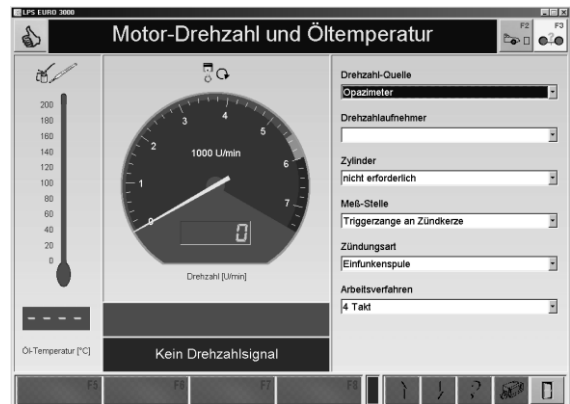 LPS EURO 3000
Motor-Drehzahl und Öltemperatur
F2
F3
200
180
160
140
120
100
80
60
40
20
0
- - - -
Öl-Temperatur [°C]
0
1
2
3
4
5
6
7
1000 U/min
0
Drehzahl [U/min]
Kein Drehzahlsignal
Drehzahl-Quelle
Opazimeter
Drehzahlaufnehmer
Zylinder
nicht erforderlich
Meß-Stelle
Triggerzange an Zündkerze
Zündungsart
Einfunkenspule
Arbeitsverfahren
4 Takt
F5
F6
F7
F8